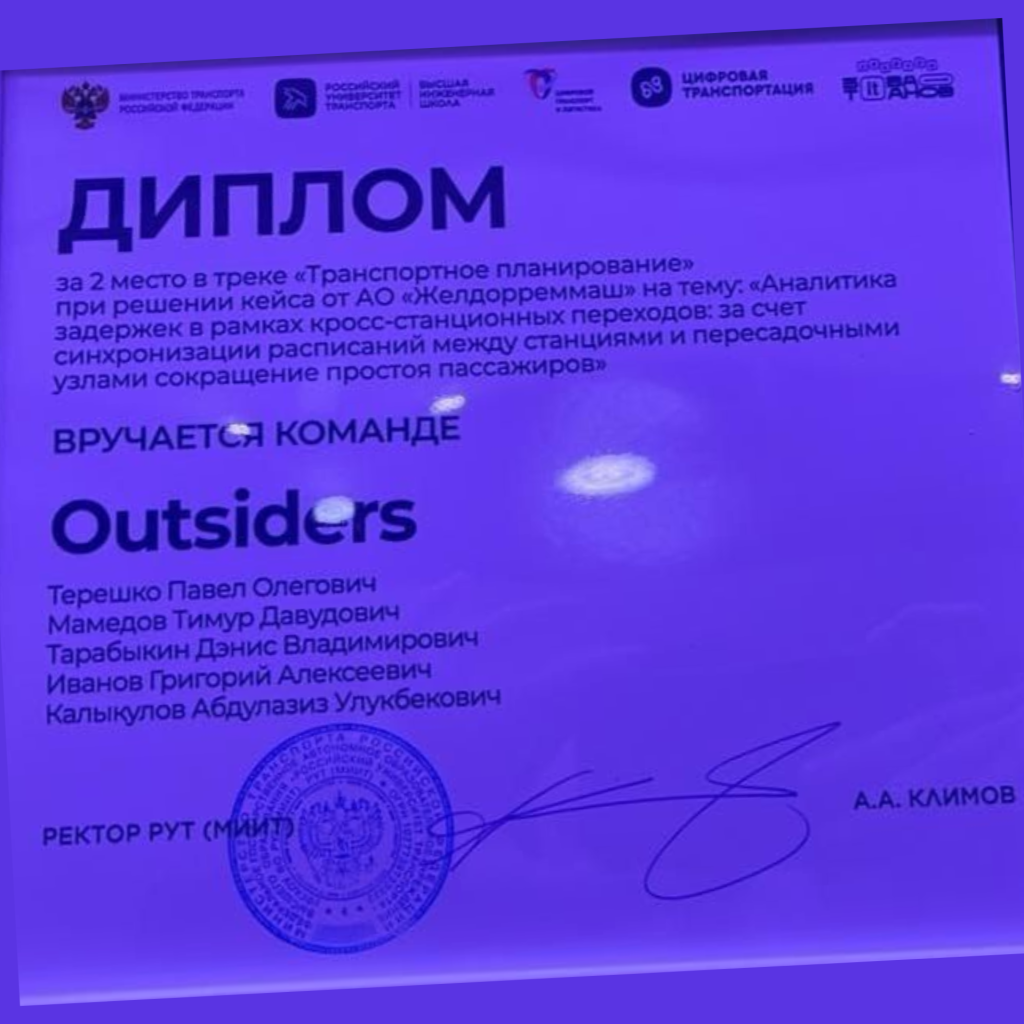 МИНИСТЕРСТВО ТРАНСПОРТА
РОССИЙСКОЙ ФЕДЕРАЦИИ
РОССИЙСКИЙ
УНИВЕРСИТЕТ
ТРАНСПОРТА
ВЫСШАЯ
ИНЖЕНЕРНАЯ
ШКОЛА
ЦИФРОВАЯ
ТРАНСПОРТАЦИЯ
ДИПЛОМ
за 2 место в треке «Транспортное планирование»
при решении кейса от АО «Желдорреммаш» на тему: «Аналитика
задержек в рамках кросс-станционных переходов: за счет
синхронизации расписаний между станциями и пересадочными
узлами сокращение простоя пассажиров»
ВРУЧАЕТСЯ КОМАНДЕ
Outsiders
Терешко Павел Олегович
Мамедов Тимур Давудович
Тарабыкин Дэнис Владимирович
Иванов Григорий Алексеевич
Калыкулов Абдулазиз Улукбекович
РЕКТОР РУТ (МИИТ)
А.А. КЛИМОВ